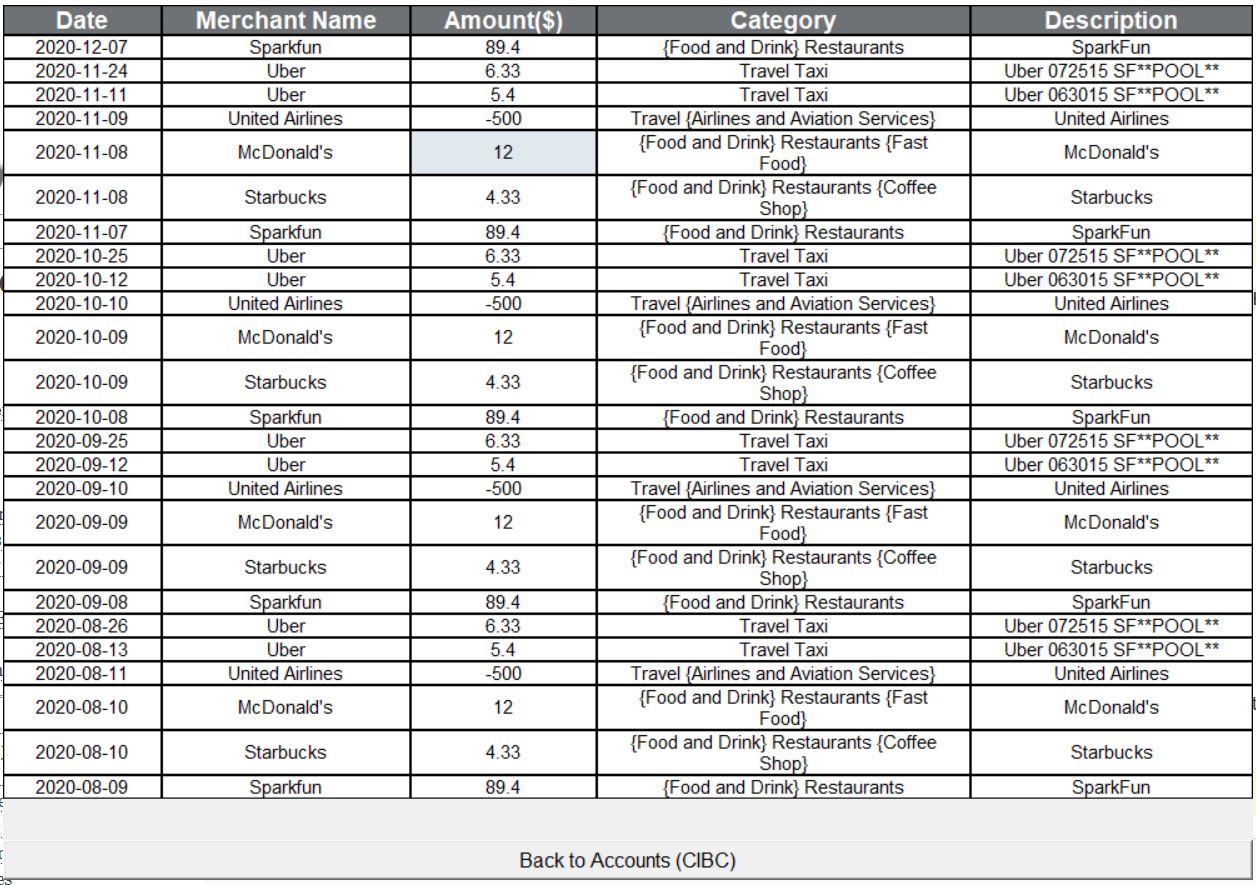 Date Merchant Name Amount($) Category Description
2020-12-07 Sparkfun 89.4 {Food and Drink} Restaurants SparkFun
2020-11-24 Uber 6.33 Travel Taxi Uber 072515 SF**POOL**
2020-11-11 Uber 5.4 Travel Taxi Uber 063015 SF**POOL**
2020-11-09 United Airlines -500 Travel {Airlines and Aviation Services} United Airlines
2020-11-08 McDonald's 12 {Food and Drink} Restaurants {Fast
Food} McDonald's
2020-11-08 Starbucks 4.33 {Food and Drink} Restaurants {Coffee
Shop} Starbucks
2020-11-07 Sparkfun 89.4 {Food and Drink} Restaurants SparkFun
2020-10-25 Uber 6.33 Travel Taxi Uber 072515 SF**POOL**
2020-10-12 Uber 5.4 Travel Taxi Uber 063015 SF**POOL**
2020-10-10 United Airlines -500 Travel {Airlines and Aviation Services} United Airlines
2020-10-09 McDonald's 12 {Food and Drink} Restaurants {Fast
Food} McDonald's
2020-10-09 Starbucks 4.33 {Food and Drink} Restaurants {Coffee
Shop} Starbucks
2020-10-08 Sparkfun 89.4 {Food and Drink} Restaurants SparkFun
2020-09-25 Uber 6.33 Travel Taxi Uber 072515 SF**POOL**
2020-09-12 Uber 5.4 Travel Taxi Uber 063015 SF**POOL**
2020-09-10 United Airlines -500 Travel {Airlines and Aviation Services} United Airlines
2020-09-09 McDonald's 12 {Food and Drink} Restaurants {Fast
Food} McDonald's
2020-09-09 Starbucks 4.33 {Food and Drink} Restaurants {Coffee
Shop} Starbucks
2020-09-08 Sparkfun 89.4 {Food and Drink} Restaurants SparkFun
2020-08-26 Uber 6.33 Travel Taxi Uber 072515 SF**POOL**
2020-08-13 Uber 5.4 Travel Taxi Uber 063015 SF**POOL**
2020-08-11 United Airlines -500 Travel {Airlines and Aviation Services} United Airlines
2020-08-10 McDonald's 12 {Food and Drink} Restaurants {Fast
Food} McDonald's
2020-08-10 Starbucks 4.33 {Food and Drink} Restaurants {Coffee
Shop} Starbucks
2020-08-09 Sparkfun 89.4 {Food and Drink} Restaurants SparkFun
Back to Accounts (CIBC)